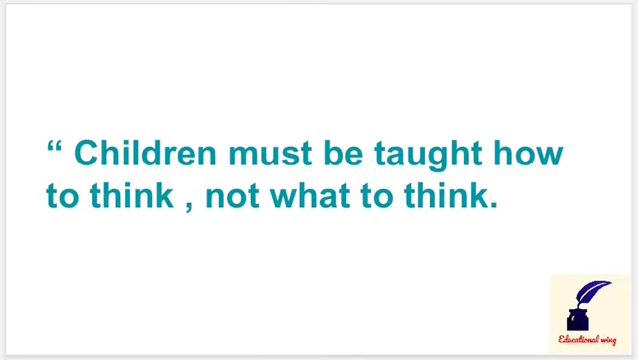 “ Children must be taught how
to think , not what to think.
Educational wing